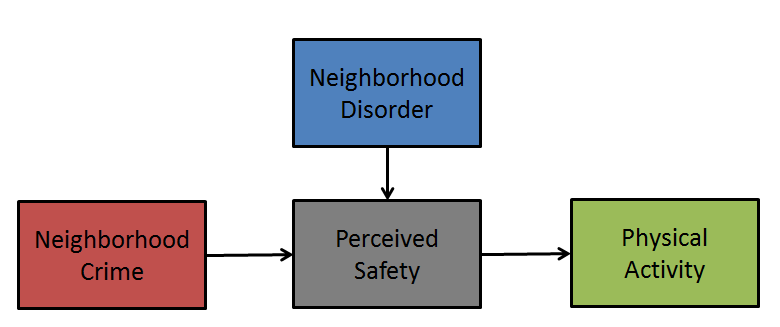 Neighborhood
Disorder
Neighborhood
Crime
Perceived
Safety
Physical
Activity